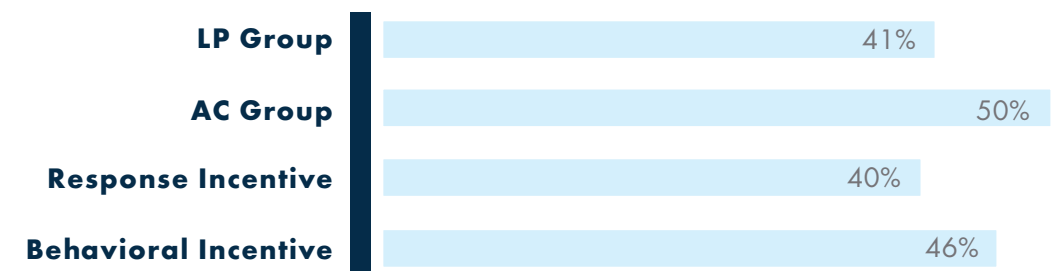 LP Group 41%
AC Group 50%
Response Incentive 40%
Behavioral Incentive 46%